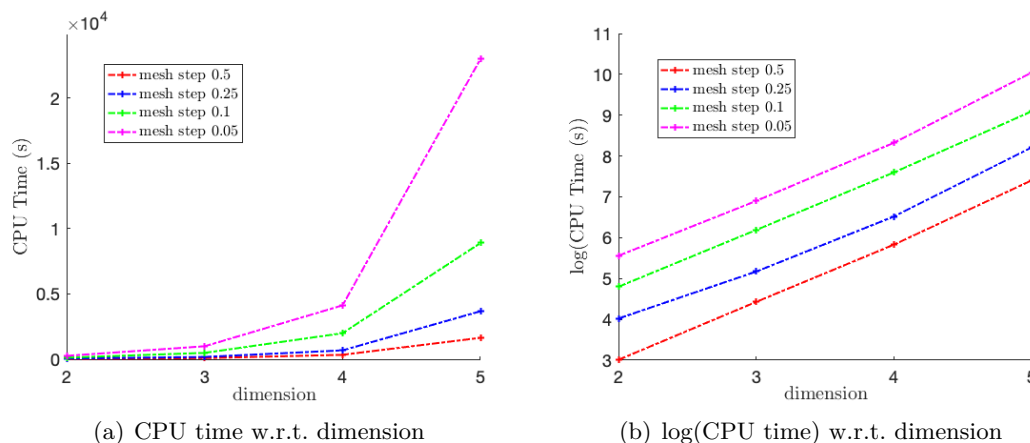 ×10⁴
2
1.5
1
0.5
0
CPU Time (s)
mesh step 0.5
mesh step 0.25
mesh step 0.1
mesh step 0.05
2 3 4 5
dimension
(a) CPU time w.r.t. dimension
11
10
9
8
7
6
5
4
3
log(CPU Time (s))
mesh step 0.5
mesh step 0.25
mesh step 0.1
mesh step 0.05
2 3 4 5
dimension
(b) log(CPU time) w.r.t. dimension